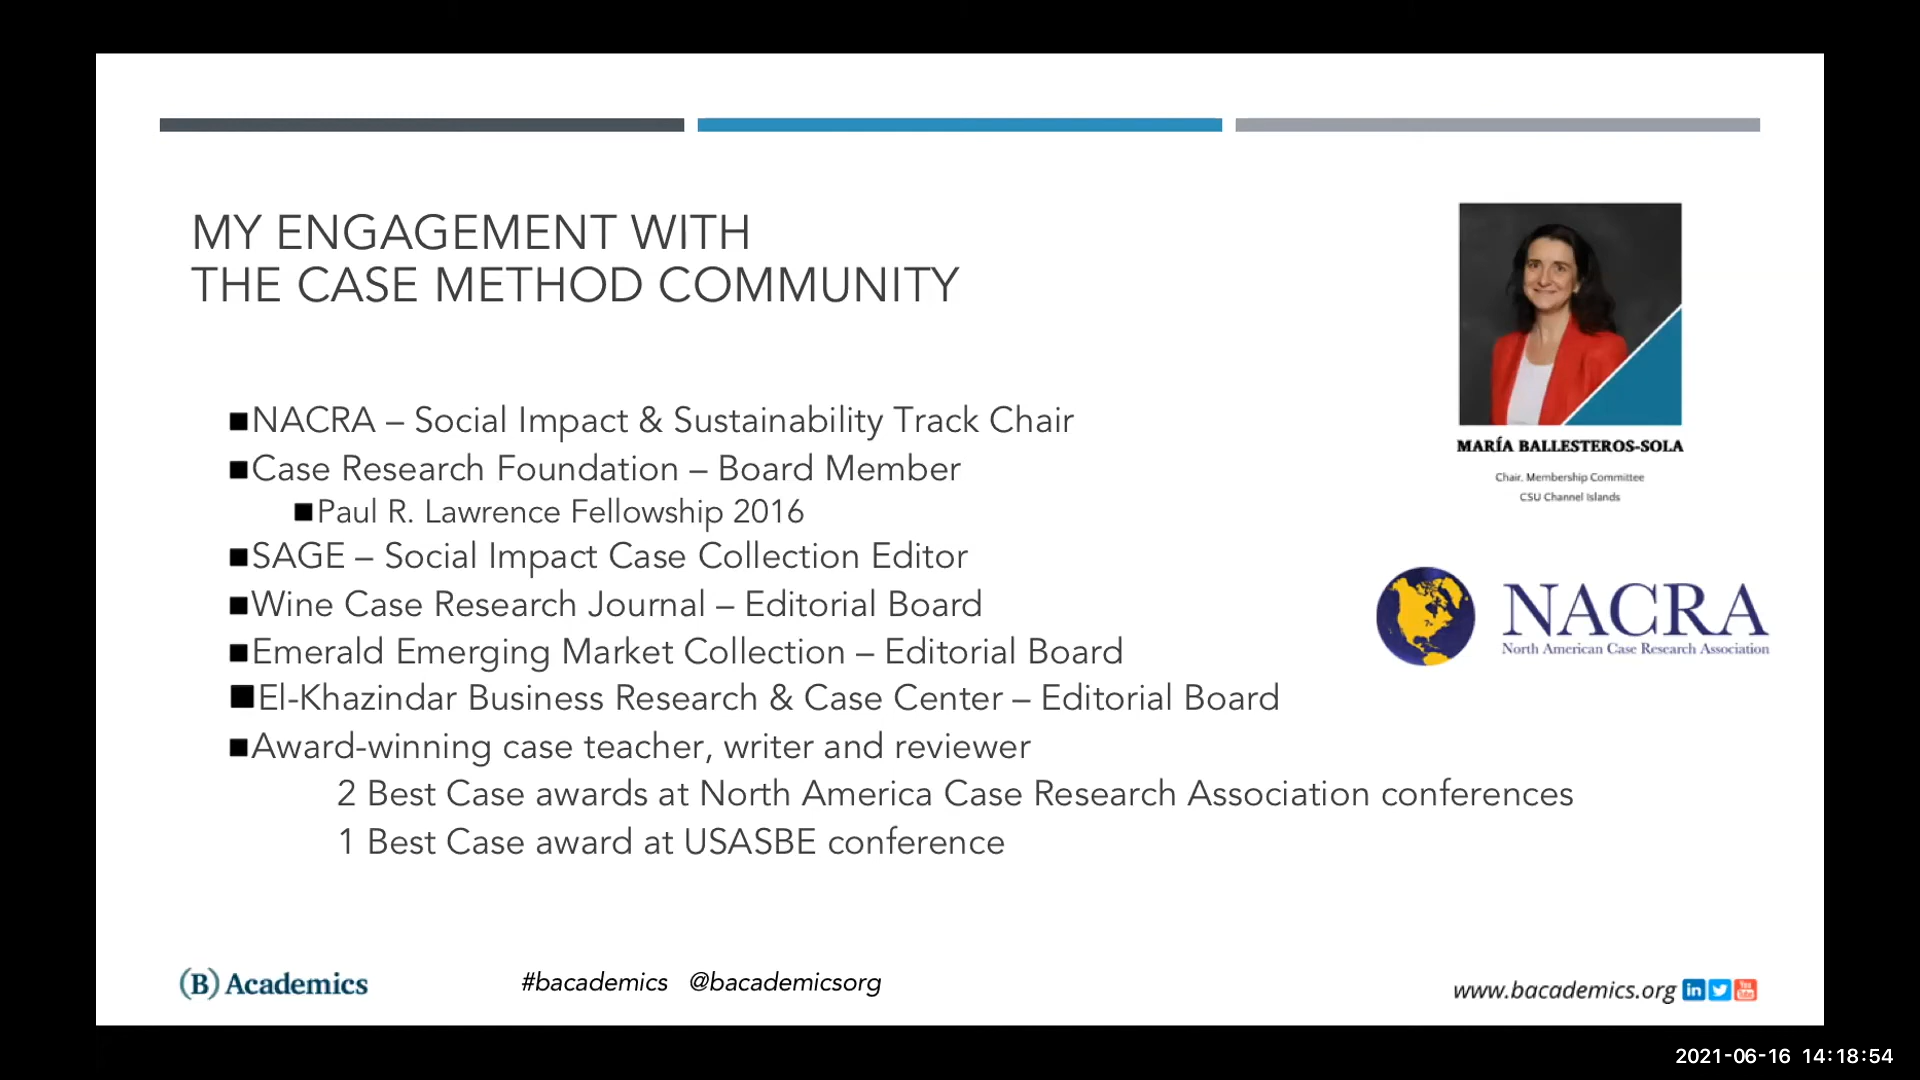 MY ENGAGEMENT WITH
THE CASE METHOD COMMUNITY
NACRA – Social Impact & Sustainability Track Chair
Case Research Foundation – Board Member
Paul R. Lawrence Fellowship 2016
SAGE – Social Impact Case Collection Editor
Wine Case Research Journal – Editorial Board
Emerald Emerging Market Collection – Editorial Board
El-Khazindar Business Research & Case Center – Editorial Board
Award-winning case teacher, writer and reviewer
2 Best Case awards at North America Case Research Association conferences
1 Best Case award at USASBE conference
MARÍA BALLESTEROS-SOLA
Chair, Membership Committee
CSU Channel Islands
NACRA
North American Case Research Association
(B) Academics
#bacademics @bacademicsorg
www.bacademics.org in You Tube
2021-06-16 14:18:54